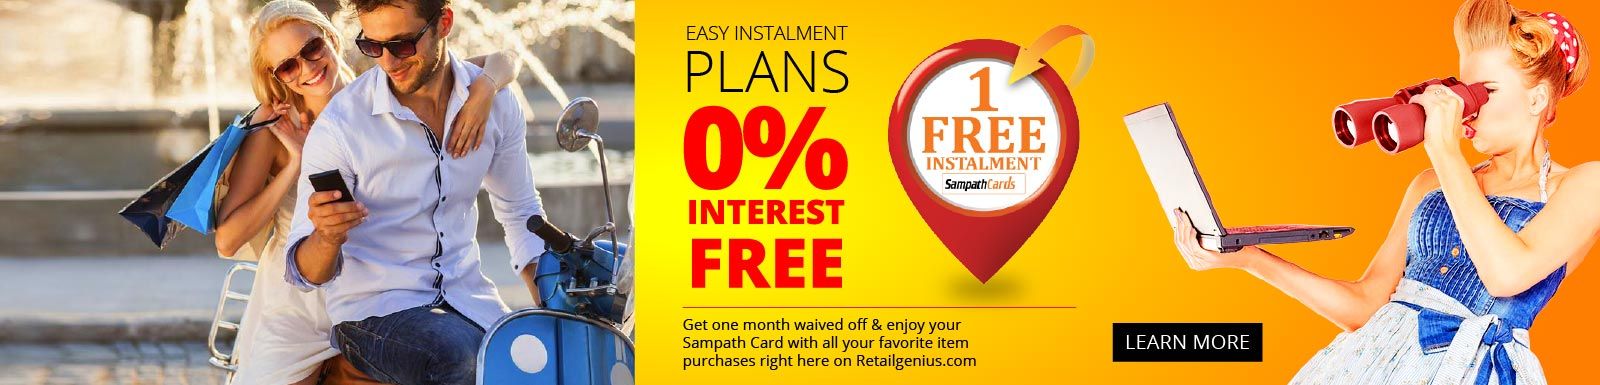 EASY INSTALMENT
PLANS
0%
INTEREST
FREE
1
FREE
INSTALMENT
SampathCards
Get one month waived off & enjoy your
Sampath Card with all your favorite item
purchases right here on Retailgenius.com
LEARN MORE